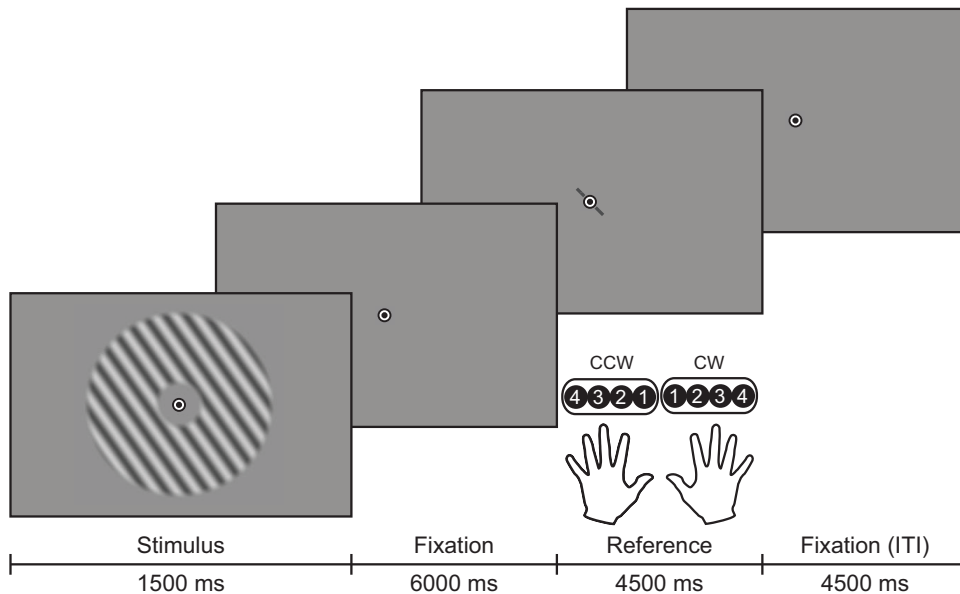 CCW CW
4 3 2 1 1 2 3 4
Stimulus Fixation Reference Fixation (ITI)
1500 ms 6000 ms 4500 ms 4500 ms